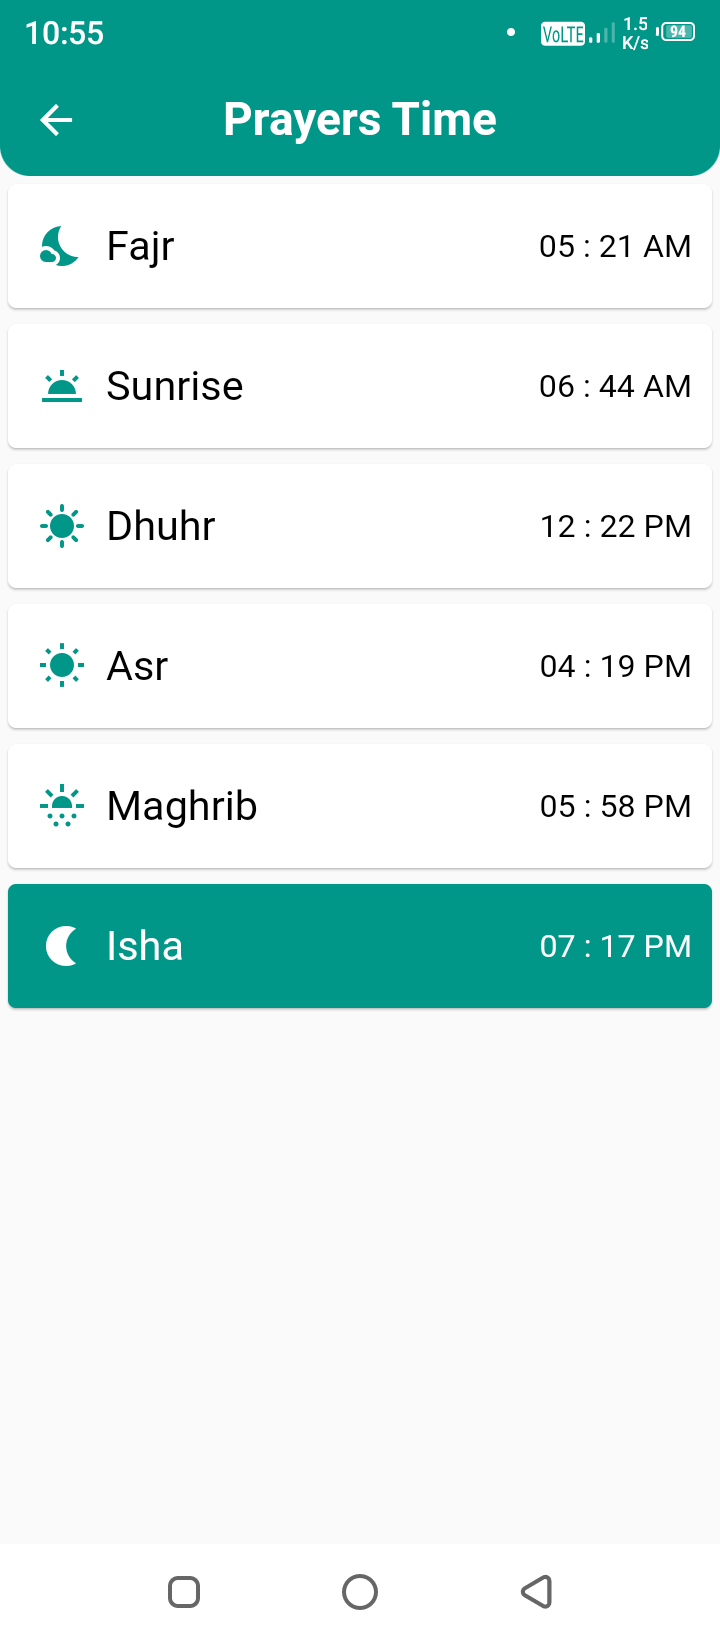 10:55
VoLTE 1.5 K/s 94
Prayers Time
Fajr 05 : 21 AM
Sunrise 06 : 44 AM
Dhuhr 12 : 22 PM
Asr 04 : 19 PM
Maghrib 05 : 58 PM
Isha 07 : 17 PM